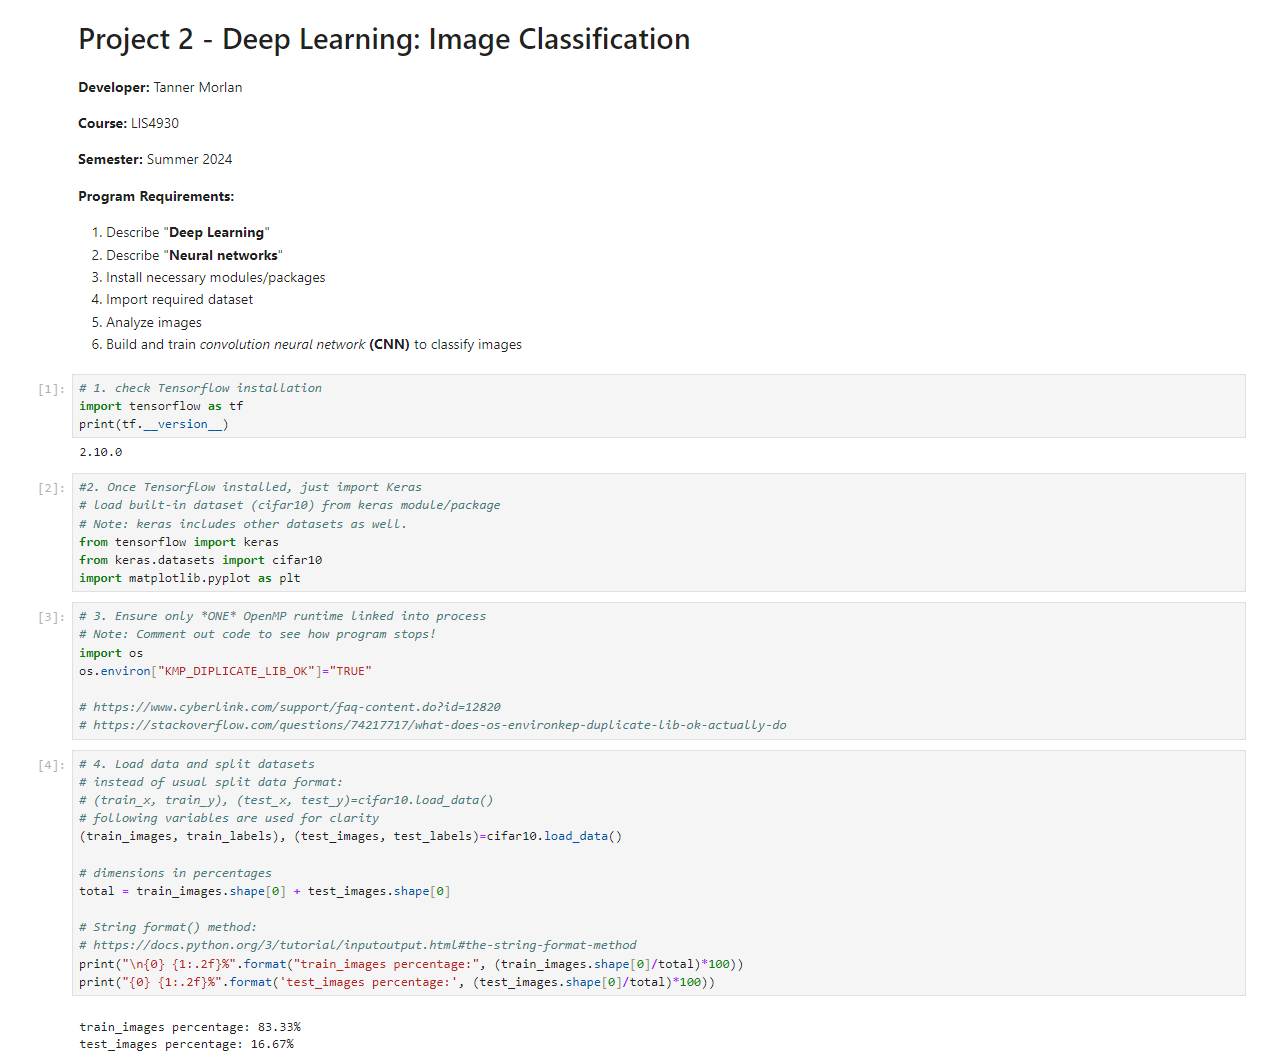 Project 2 - Deep Learning: Image Classification
Developer: Tanner Morlan
Course: LIS4930
Semester: Summer 2024
Program Requirements:
1. Describe "Deep Learning"
2. Describe "Neural networks"
3. Install necessary modules/packages
4. Import required dataset
5. Analyze images
6. Build and train convolution neural network (CNN) to classify images
[1]: # 1. check Tensorflow installation
import tensorflow as tf
print(tf.__version__)
2.10.0
[2]: #2. Once Tensorflow installed, just import Keras
# load built-in dataset (cifar10) from keras module/package
# Note: keras includes other datasets as well.
from tensorflow import keras
from keras.datasets import cifar10
import matplotlib.pyplot as plt
[3]: # 3. Ensure only *ONE* OpenMP runtime linked into process
# Note: Comment out code to see how program stops!
import os
os.environ["KMP_DIPLICATE_LIB_OK"]="TRUE"
# https://www.cyberlink.com/support/faq-content.do?id=12820
# https://stackoverflow.com/questions/74217717/what-does-os-environkep-duplicate-lib-ok-actually-do
[4]: # 4. Load data and split datasets
# instead of usual split data format:
# (train_x, train_y), (test_x, test_y)=cifar10.load_data()
# following variables are used for clarity
(train_images, train_labels), (test_images, test_labels)=cifar10.load_data()
# dimensions in percentages
total = train_images.shape[0] + test_images.shape[0]
# String format() method:
# https://docs.python.org/3/tutorial/inputoutput.html#the-string-format-method
print("\n{0} {1:.2f}%".format("train_images percentage:", (train_images.shape[0]/total)*100))
print("{0} {1:.2f}%".format('test_images percentage:', (test_images.shape[0]/total)*100))
train_images percentage: 83.33%
test_images percentage: 16.67%